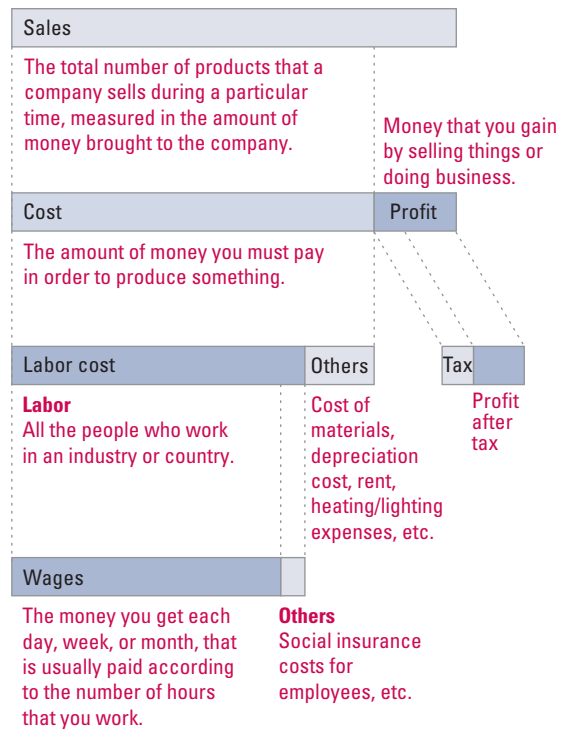 Sales
The total number of products that a
company sells during a particular
time, measured in the amount of
money brought to the company.
Money that you gain
by selling things or
doing business.
Cost
Profit
The amount of money you must pay
in order to produce something.
Labor cost
Others
Tax
Labor
All the people who work
in an industry or country.
Cost of
materials,
depreciation
cost, rent,
heating/lighting
expenses, etc.
Profit
after
tax
Wages
The money you get each
day, week, or month, that
is usually paid according
to the number of hours
that you work.
Others
Social insurance
costs for
employees, etc.